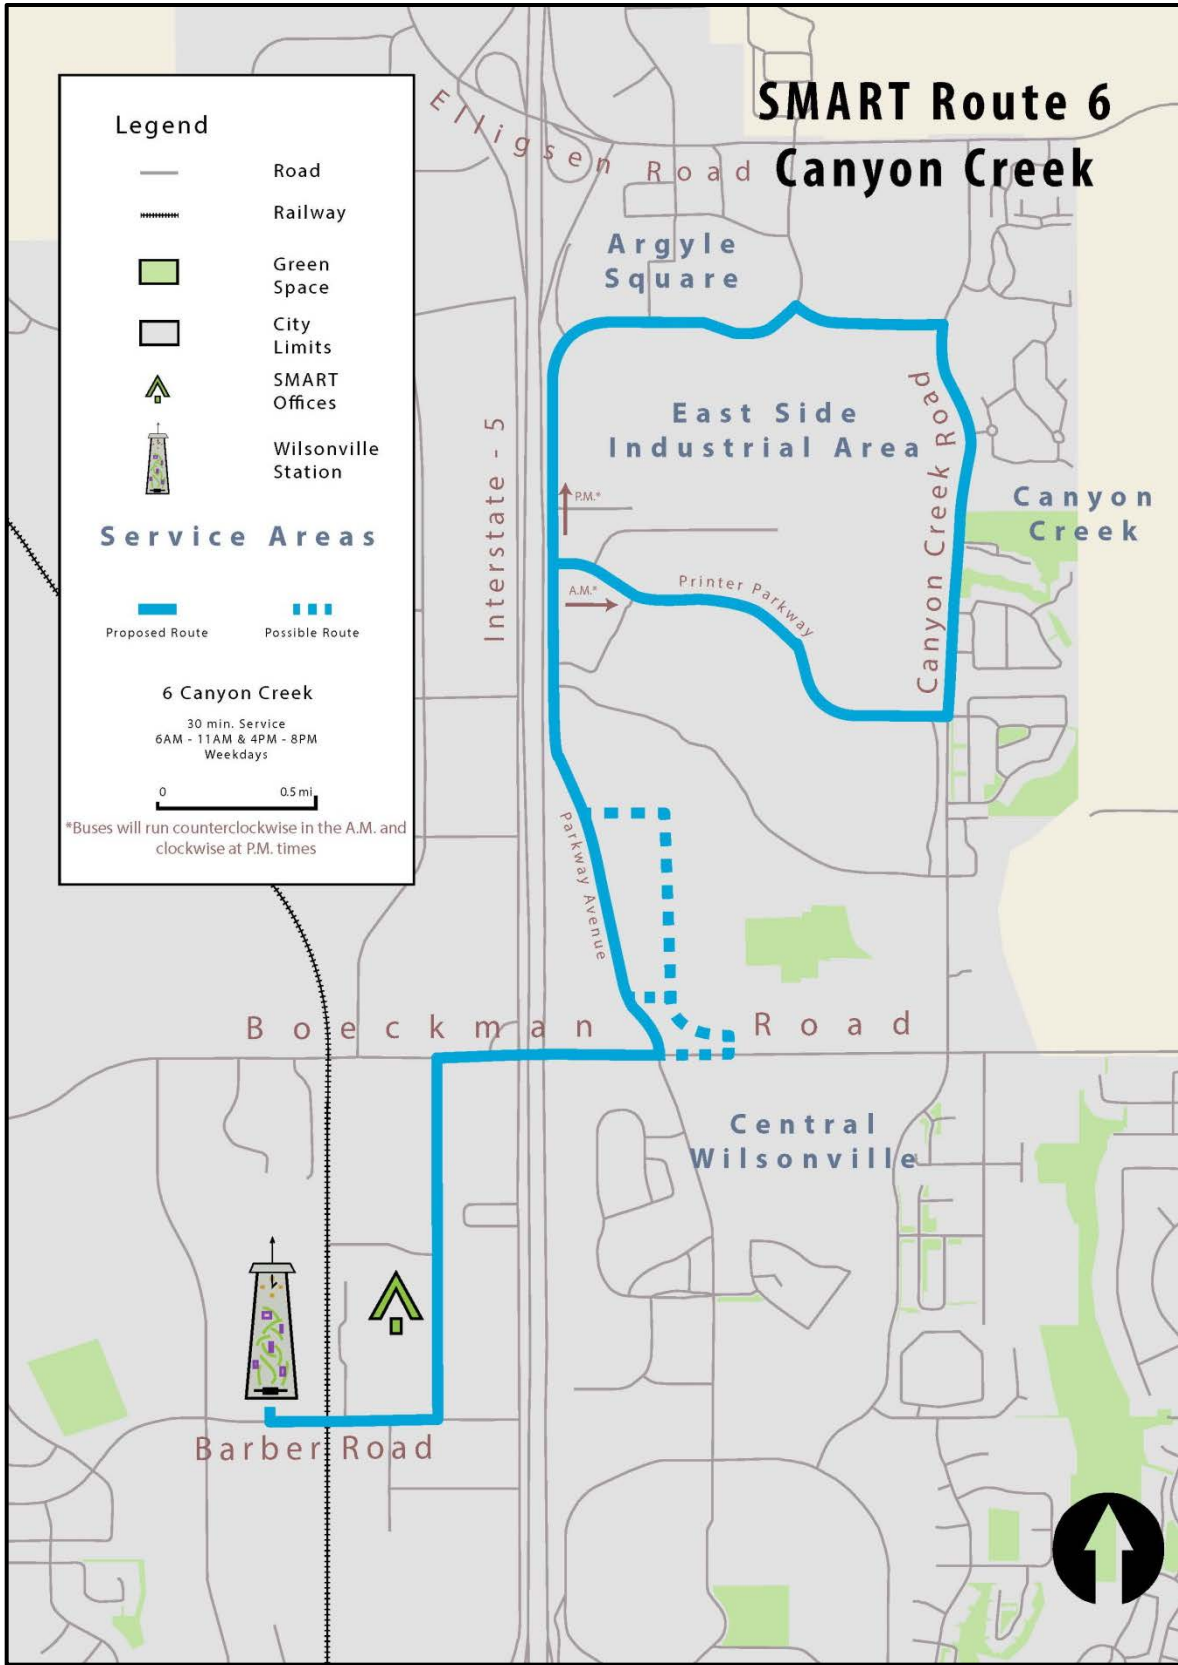 SMART Route 6
Canyon Creek
Legend
Road
Railway
Green
Space
City
Limits
SMART
Offices
Wilsonville
Station
Service Areas
Proposed Route
Possible Route
6 Canyon Creek
30 min. Service
6AM - 11AM & 4PM - 8PM
Weekdays
0
0.5 mi
*Buses will run counterclockwise in the A.M. and
clockwise at P.M. times
Elligsen Road
Argyle
Square
East Side
Industrial Area
Canyon Creek Road
Canyon
Creek
Interstate - 5
P.M.*
A.M.*
Printer Parkway
Parkway Avenue
Boeckman Road
Central
Wilsonville
Barber Road